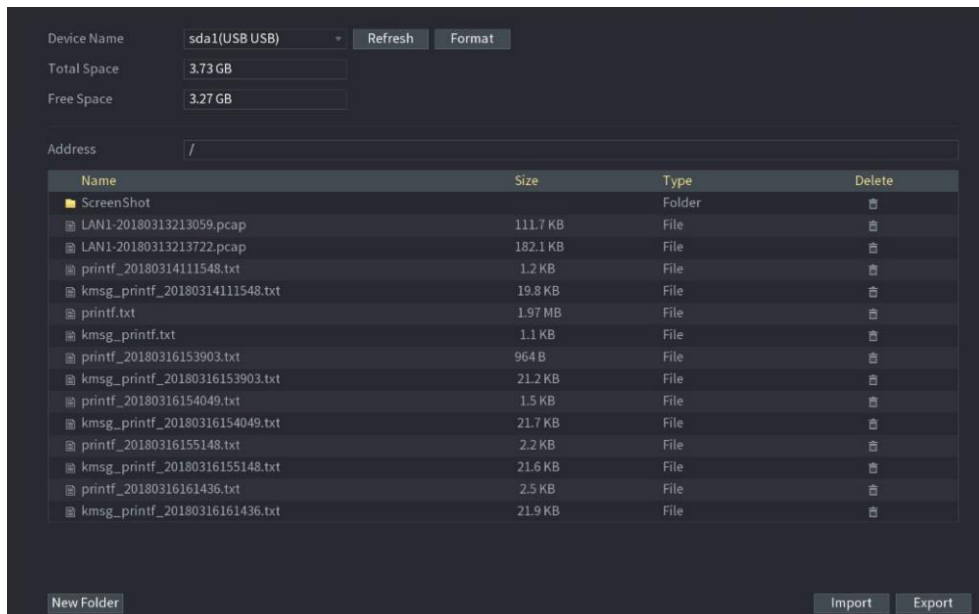 Device Name sda1(USB USB) Refresh Format
Total Space 3.73 GB
Free Space 3.27 GB
Address /
Name Size Type Delete
ScreenShot Folder
LAN1-20180313213059.pcap 111.7 KB File
LAN1-20180313213722.pcap 182.1 KB File
printf_20180314111548.txt 1.2 KB File
kmsg_printf_20180314111548.txt 19.8 KB File
printf.txt 1.97 MB File
kmsg_printf.txt 1.1 KB File
printf_20180316153903.txt 964 B File
kmsg_printf_20180316153903.txt 21.2 KB File
printf_20180316154049.txt 1.5 KB File
kmsg_printf_20180316154049.txt 21.7 KB File
printf_20180316155148.txt 2.2 KB File
kmsg_printf_20180316155148.txt 21.6 KB File
printf_20180316161436.txt 2.5 KB File
kmsg_printf_20180316161436.txt 21.9 KB File
New Folder Import Export